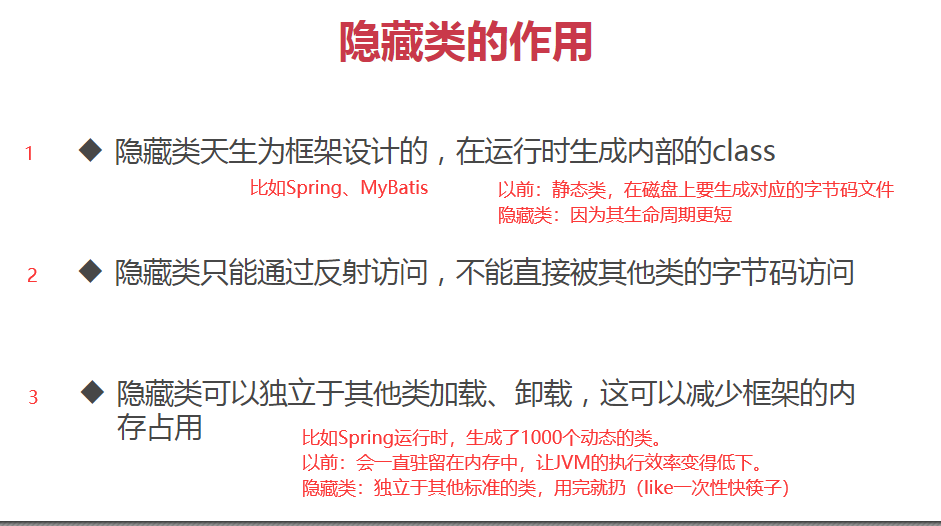 隐藏类的作用
1 ◆ 隐藏类天生为框架设计的，在运行时生成内部的class
比如Spring、MyBatis
以前：静态类，在磁盘上要生成对应的字节码文件
隐藏类：因为其生命周期更短
2 ◆ 隐藏类只能通过反射访问，不能直接被其他类的字节码访问
3 ◆ 隐藏类可以独立于其他类加载、卸载，这可以减少框架的内
存占用
比如Spring运行时，生成了1000个动态的类。
以前：会一直驻留在内存中，让JVM的执行效率变得低下。
隐藏类：独立于其他标准的类，用完就扔（like一次性快筷子）